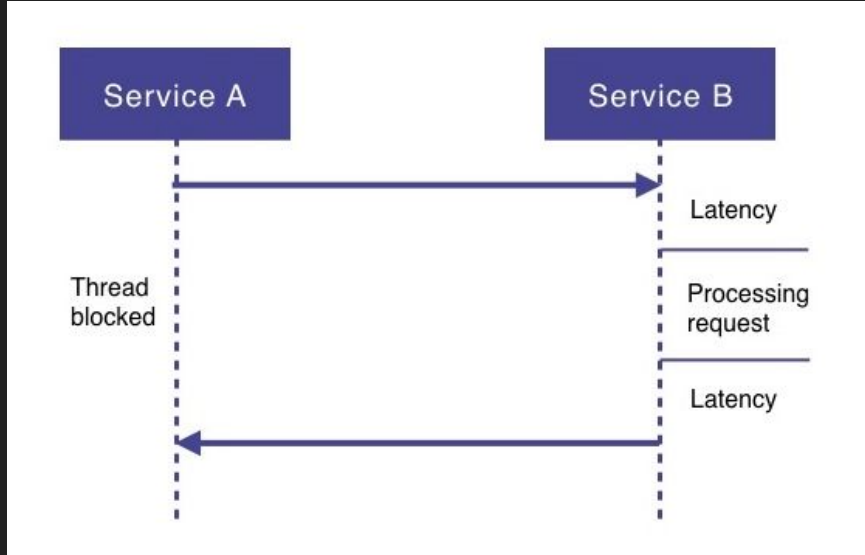 Service A
Service B
Latency
Thread
blocked
Processing
request
Latency